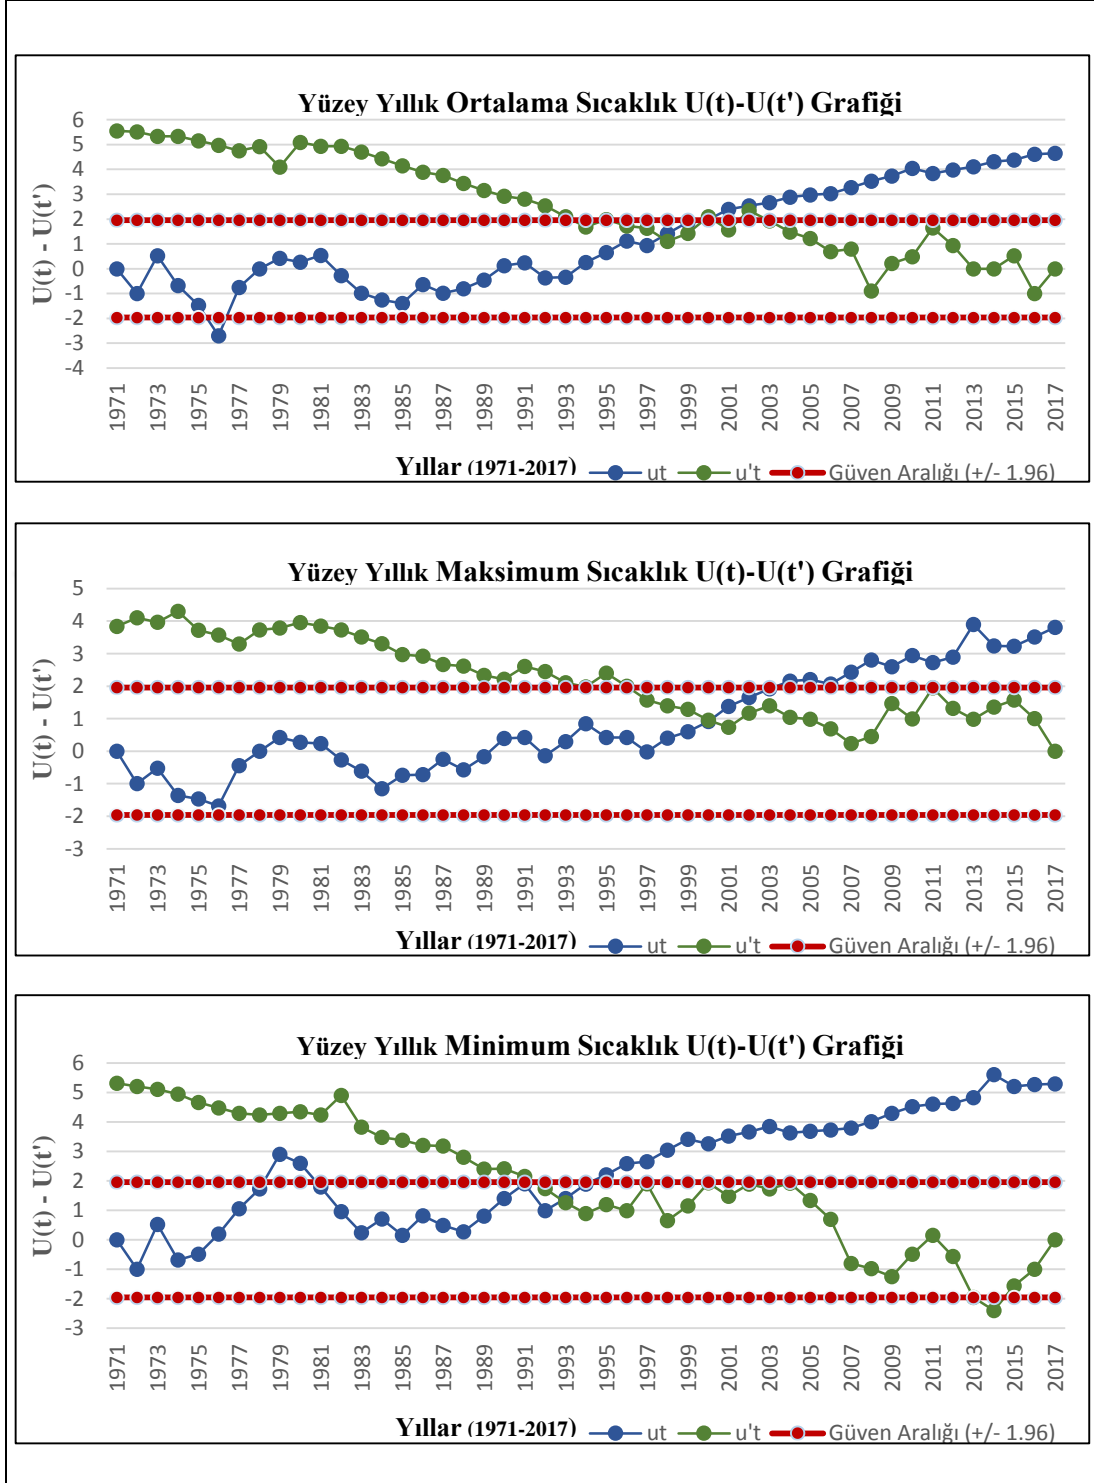 Yüzey Yıllık Ortalama Sıcaklık U(t)-U(t') Grafiği
6
5
4
3
2
1
0
-1
-2
-3
-4
U(t) - U(t')
1971 1973 1975 1977 1979 1981 1983 1985 1987 1989 1991 1993 1995 1997 1999 2001 2003 2005 2007 2009 2011 2013 2015 2017
Yıllar (1971-2017) ut u't Güven Aralığı (+/- 1.96)
Yüzey Yıllık Maksimum Sıcaklık U(t)-U(t') Grafiği
5
4
3
2
1
0
-1
-2
-3
U(t) - U(t')
1971 1973 1975 1977 1979 1981 1983 1985 1987 1989 1991 1993 1995 1997 1999 2001 2003 2005 2007 2009 2011 2013 2015 2017
Yıllar (1971-2017) ut u't Güven Aralığı (+/- 1.96)
Yüzey Yıllık Minimum Sıcaklık U(t)-U(t') Grafiği
6
5
4
3
2
1
0
-1
-2
-3
U(t) - U(t')
1971 1973 1975 1977 1979 1981 1983 1985 1987 1989 1991 1993 1995 1997 1999 2001 2003 2005 2007 2009 2011 2013 2015 2017
Yıllar (1971-2017) ut u't Güven Aralığı (+/- 1.96)